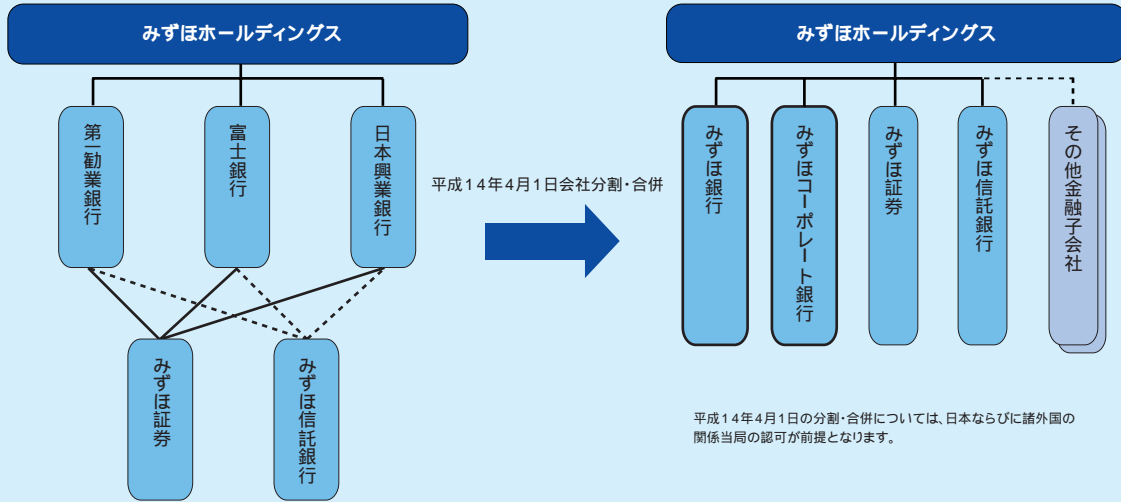 みずほホールディングス
第一勧業銀行
富士銀行
日本興業銀行
みずほ証券
みずほ信託銀行
平成14年4月1日会社分割・合併
みずほホールディングス
みずほ銀行
みずほコーポレート銀行
みずほ証券
みずほ信託銀行
その他金融子会社
平成14年4月1日の分割・合併については、日本ならびに諸外国の
関係当局の認可が前提となります。